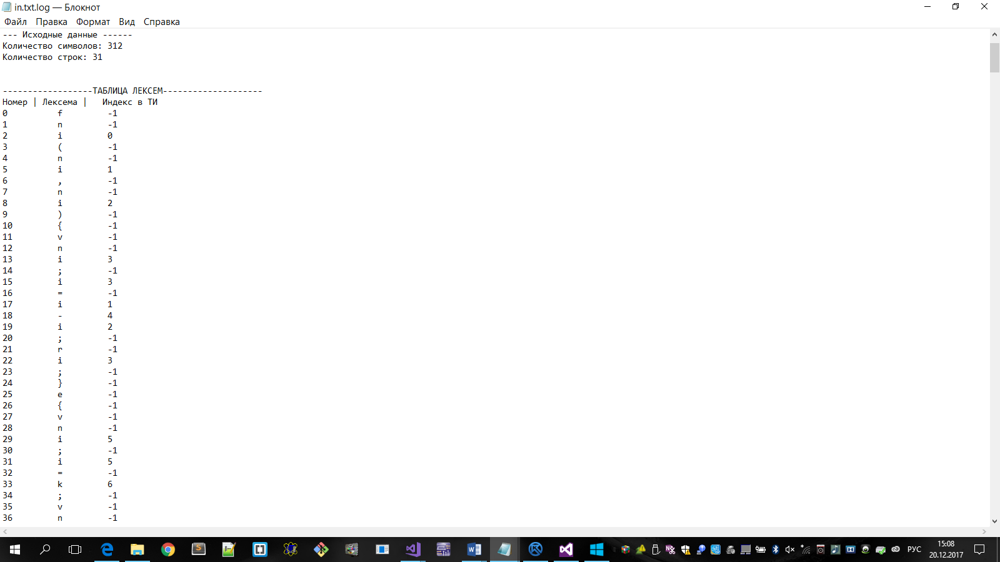 in.txt.log — Блокнот
Файл Правка Формат Вид Справка
--- Исходные данные ------
Количество символов: 312
Количество строк: 31
------------------ТАБЛИЦА ЛЕКСЕМ--------------------
Номер | Лексема |   Индекс в ТИ
0 f -1
1 n -1
2 i 0
3 ( -1
4 n -1
5 i 1
6 , -1
7 n -1
8 i 2
9 ) -1
10 { -1
11 v -1
12 n -1
13 i 3
14 ; -1
15 i 3
16 = -1
17 i 1
18 - 4
19 i 2
20 ; -1
21 r -1
22 i 3
23 ; -1
24 } -1
25 e -1
26 { -1
27 v -1
28 n -1
29 i 5
30 ; -1
31 i 5
32 = -1
33 k 6
34 ; -1
35 v -1
36 n -1
РУС
15:08
20.12.2017